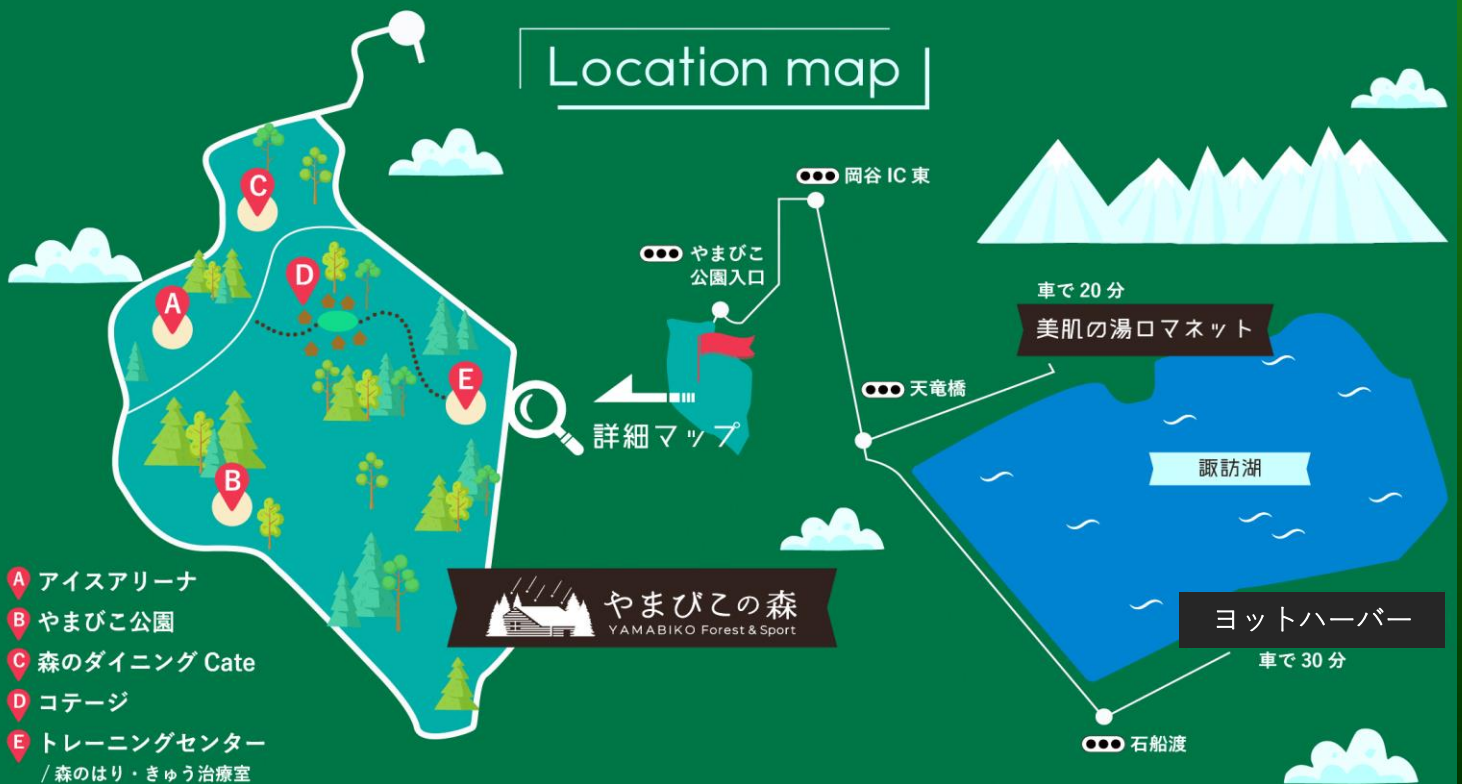 Location map
C
D
A
E
B
岡谷 IC 東
やまびこ
公園入口
車で 20 分
美肌の湯ロマネット
天竜橋
詳細マップ
諏訪湖
やまびこの森
YAMABIKO Forest & Sport
ヨットハーバー
車で 30 分
石船渡
A アイスアリーナ
B やまびこ公園
C 森のダイニング Cate
D コテージ
E トレーニングセンター
/ 森のはり・きゅう治療室